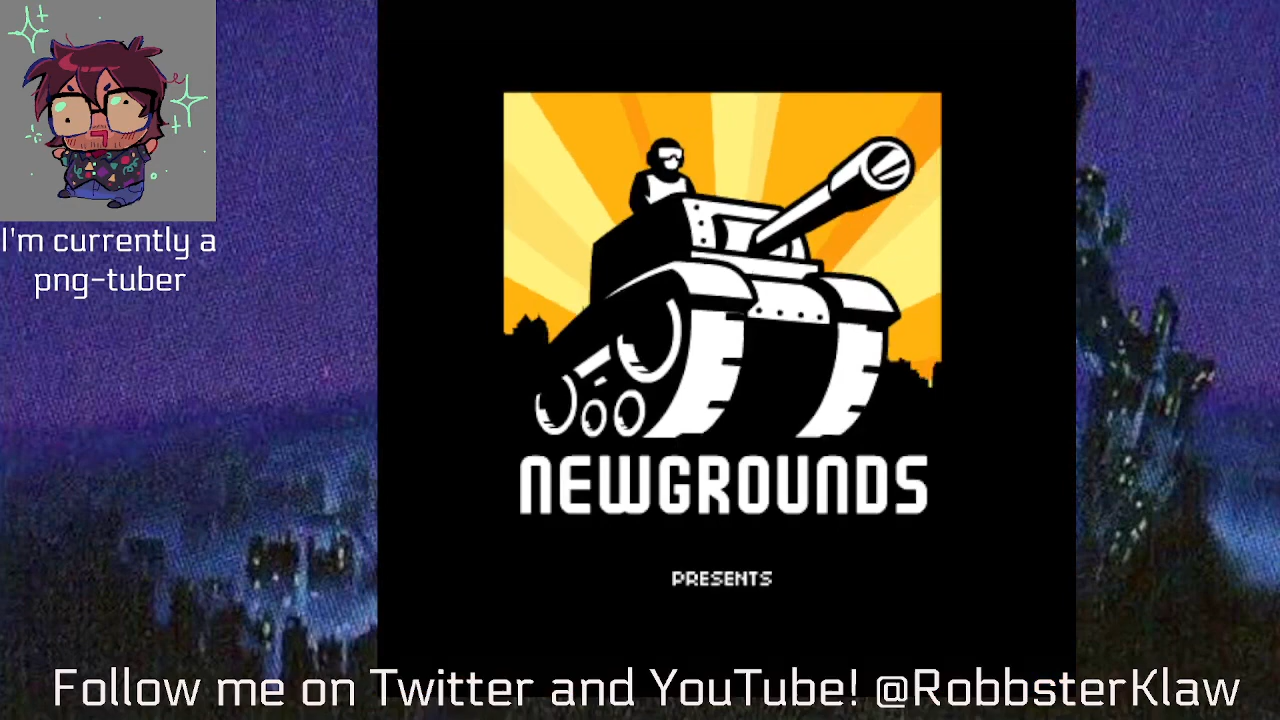 I'm currently a
png-tuber
NEWGROUNDS
PRESENTS
Follow me on Twitter and YouTube! @RobbsterKlaw